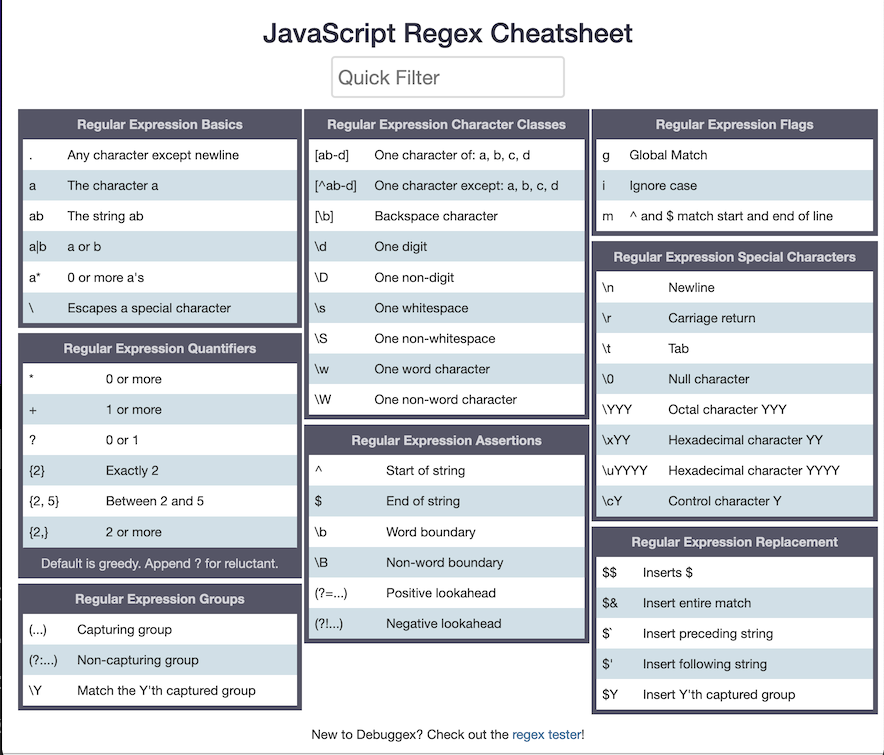 JavaScript Regex Cheatsheet
Quick Filter
Regular Expression Basics
. Any character except newline
a The character a
ab The string ab
a|b a or b
a* 0 or more a's
\ Escapes a special character
Regular Expression Quantifiers
* 0 or more
+ 1 or more
? 0 or 1
{2} Exactly 2
{2, 5} Between 2 and 5
{2,} 2 or more
Default is greedy. Append ? for reluctant.
Regular Expression Groups
(...) Capturing group
(?:...) Non-capturing group
\Y Match the Y'th captured group
Regular Expression Character Classes
[ab-d] One character of: a, b, c, d
[^ab-d] One character except: a, b, c, d
[\b] Backspace character
\d One digit
\D One non-digit
\s One whitespace
\S One non-whitespace
\w One word character
\W One non-word character
Regular Expression Assertions
^ Start of string
$ End of string
\b Word boundary
\B Non-word boundary
(?=...) Positive lookahead
(?!...) Negative lookahead
Regular Expression Flags
g Global Match
i Ignore case
m ^ and $ match start and end of line
Regular Expression Special Characters
\n Newline
\r Carriage return
\t Tab
\0 Null character
\YYY Octal character YYY
\xYY Hexadecimal character YY
\uYYYY Hexadecimal character YYYY
\cY Control character Y
Regular Expression Replacement
$$ Inserts $
$& Insert entire match
$` Insert preceding string
$' Insert following string
$Y Insert Y'th captured group
New to Debuggex? Check out the regex tester!